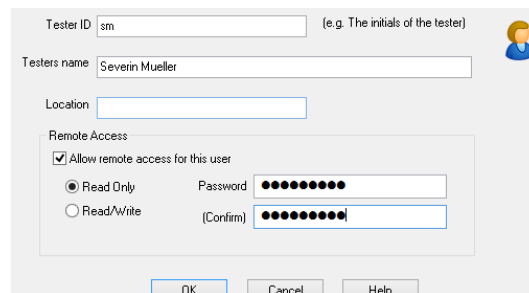 Tester ID sm (e.g. The initials of the tester)
Testers name Severin Mueller
Location
Remote Access
Allow remote access for this user
Read Only Password ●●●●●●●●●
Read/Write (Confirm) ●●●●●●●●●
OK Cancel Help